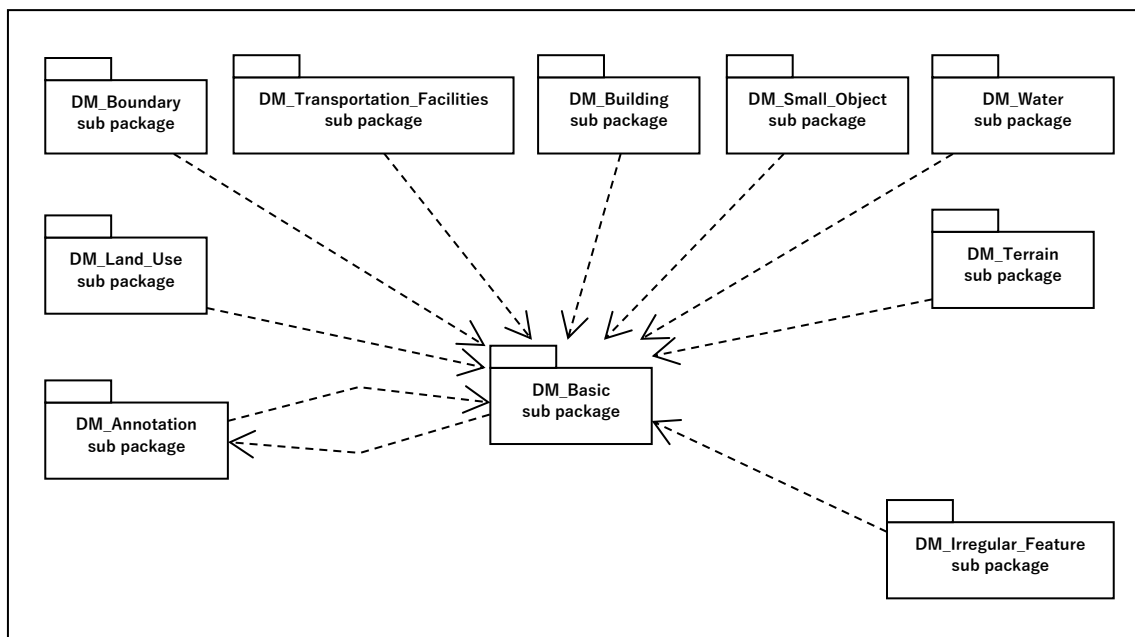 DM_Boundary
sub package
DM_Transportation_Facilities
sub package
DM_Building
sub package
DM_Small_Object
sub package
DM_Water
sub package
DM_Land_Use
sub package
DM_Terrain
sub package
DM_Basic
sub package
DM_Annotation
sub package
DM_Irregular_Feature
sub package